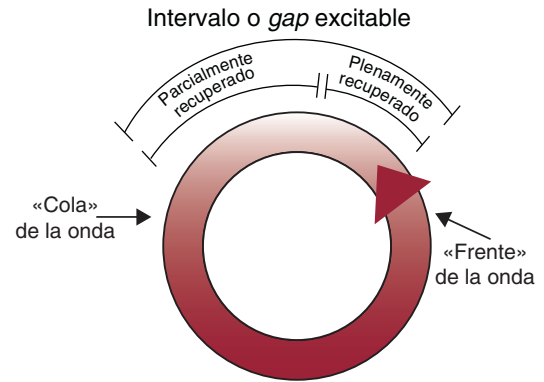 Intervalo o gap excitable
Parcialmente
recuperado
Plenamente
recuperado
«Cola»
de la onda
«Frente»
de la onda